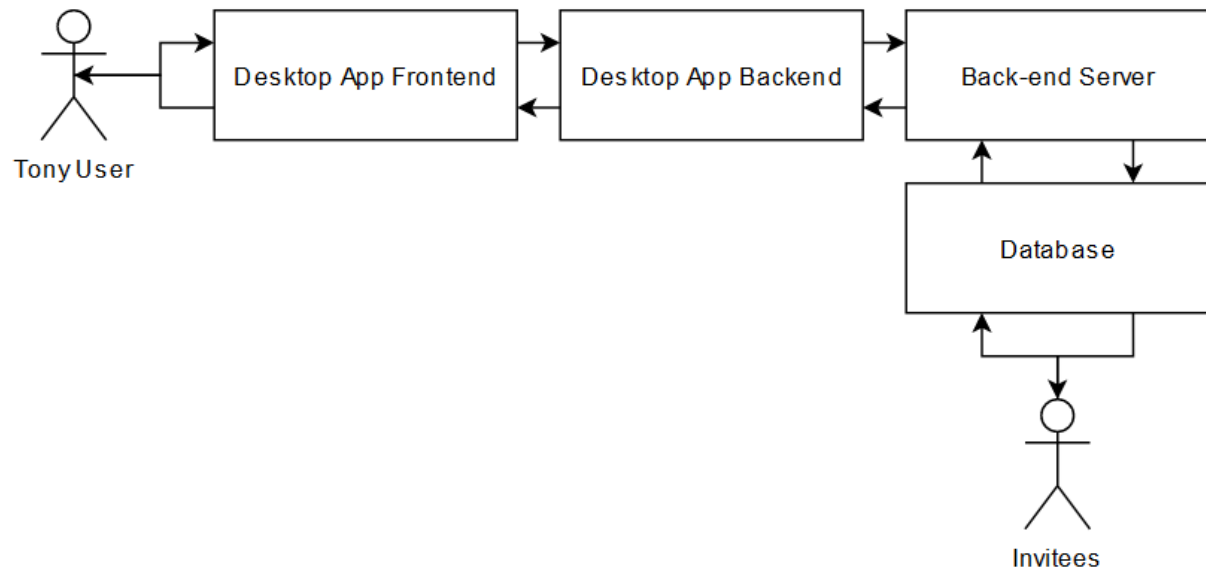 Desktop App Frontend
Desktop App Backend
Back-end Server
Tony User
Database
Invitees